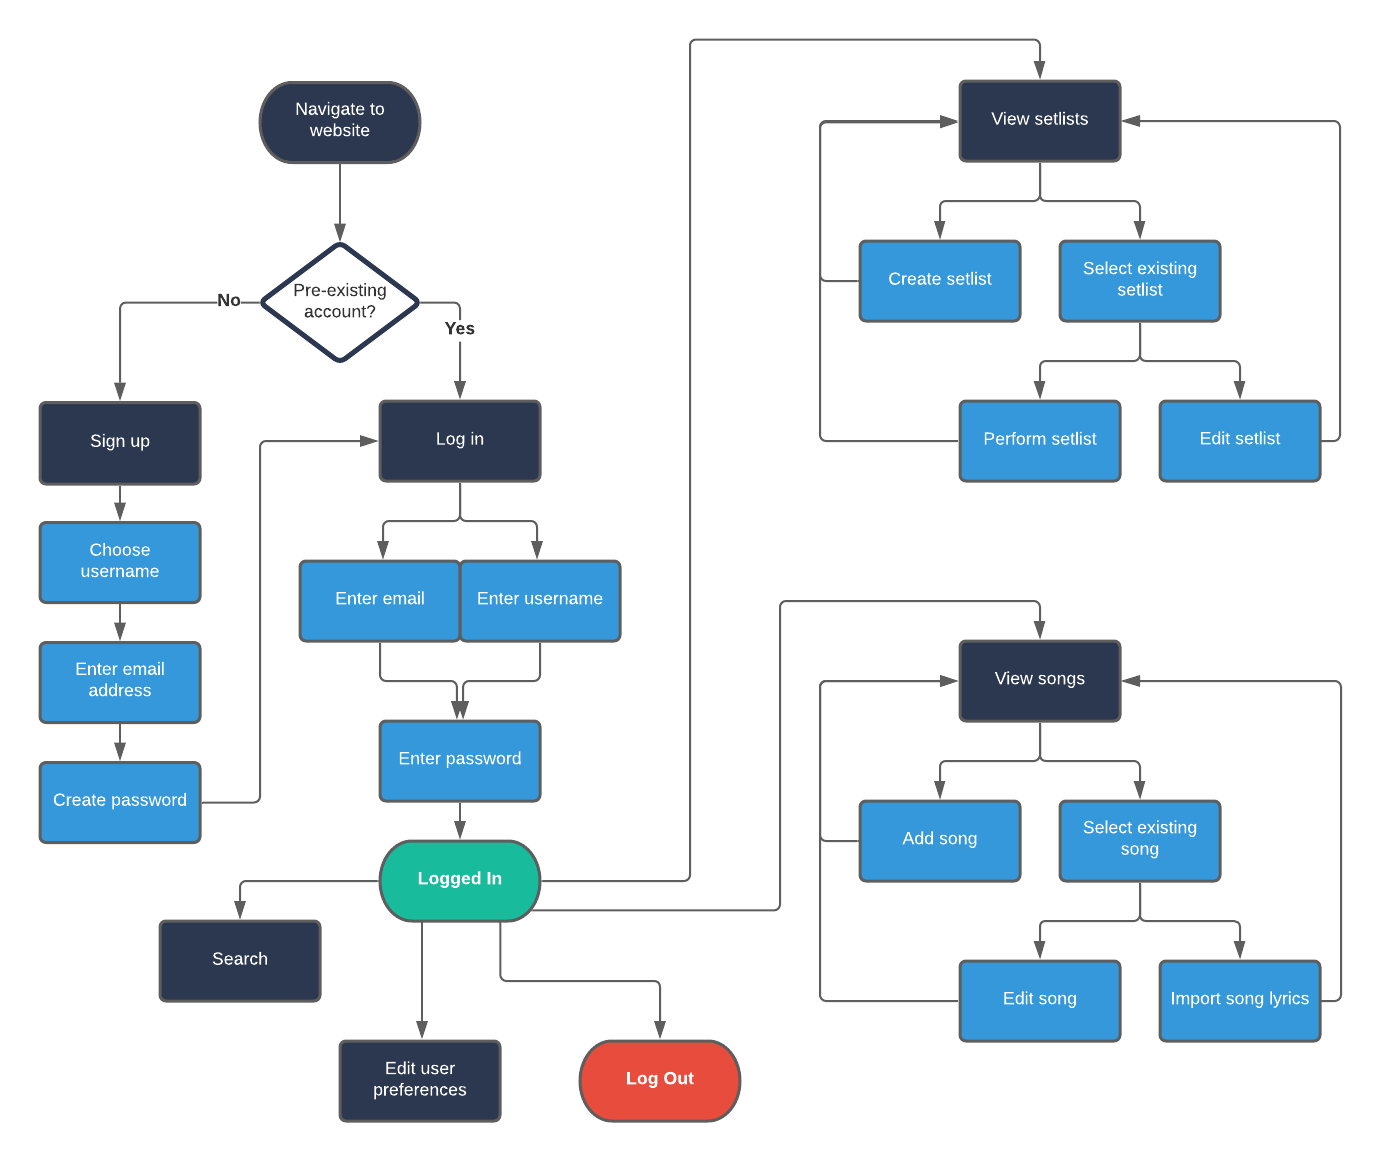 Navigate to
website
Pre-existing
account?
No
Yes
Sign up
Choose
username
Enter email
address
Create password
Log in
Enter email
Enter username
Enter password
Logged In
Search
Edit user
preferences
Log Out
View setlists
Create setlist
Select existing
setlist
Perform setlist
Edit setlist
View songs
Add song
Select existing
song
Edit song
Import song lyrics